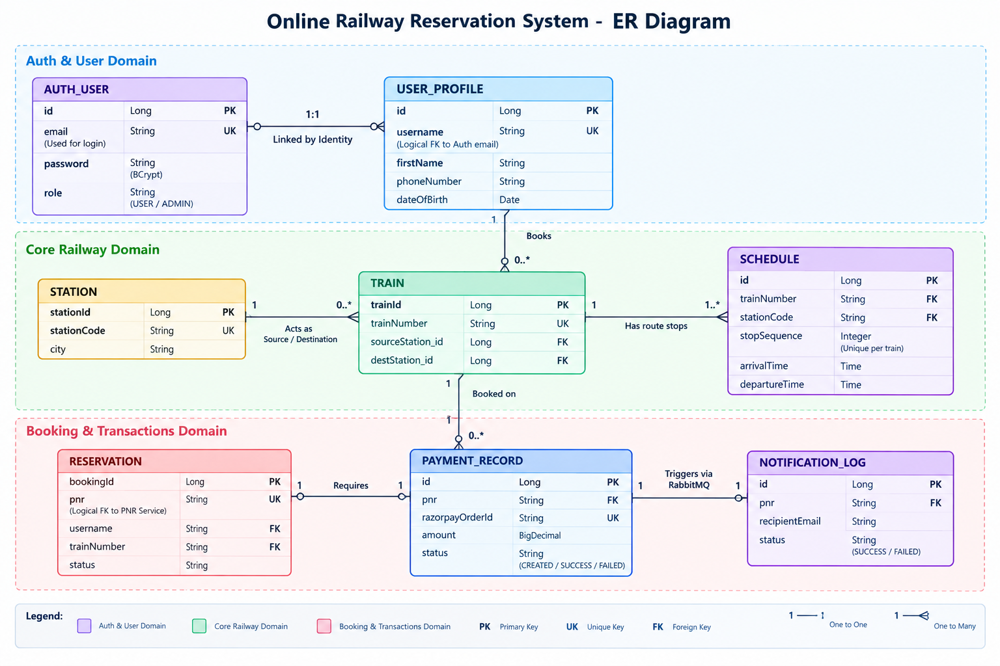 Online Railway Reservation System - ER Diagram
Auth & User Domain
AUTH_USER
id Long PK
email String UK
(Used for login)
password String
(BCrypt)
role String
(USER / ADMIN)
1:1
Linked by Identity
USER_PROFILE
id Long PK
username String UK
(Logical FK to Auth email)
firstName String
phoneNumber String
dateOfBirth Date
1
Books
0..*
Core Railway Domain
STATION
stationId Long PK
stationCode String UK
city String
1 0..*
Acts as
Source / Destination
TRAIN
trainId Long PK
trainNumber String UK
sourceStation_id Long FK
destStation_id Long FK
1 1..*
Has route stops
SCHEDULE
id Long PK
trainNumber String FK
stationCode String FK
stopSequence Integer
(Unique per train)
arrivalTime Time
departureTime Time
1
Booked on
1
0..*
Booking & Transactions Domain
RESERVATION
bookingId Long PK
pnr String UK
(Logical FK to PNR Service)
username String FK
trainNumber String FK
status String
1 Requires 1
PAYMENT_RECORD
id Long PK
pnr String FK
razorpayOrderId String UK
amount BigDecimal
status String
(CREATED / SUCCESS / FAILED)
Triggers via
1 RabbitMQ 1
NOTIFICATION_LOG
id Long PK
pnr String FK
recipientEmail String
status String
(SUCCESS / FAILED)
Legend:
Auth & User Domain
Core Railway Domain
Booking & Transactions Domain
PK Primary Key
UK Unique Key
FK Foreign Key
1 1
One to One
1
One to Many